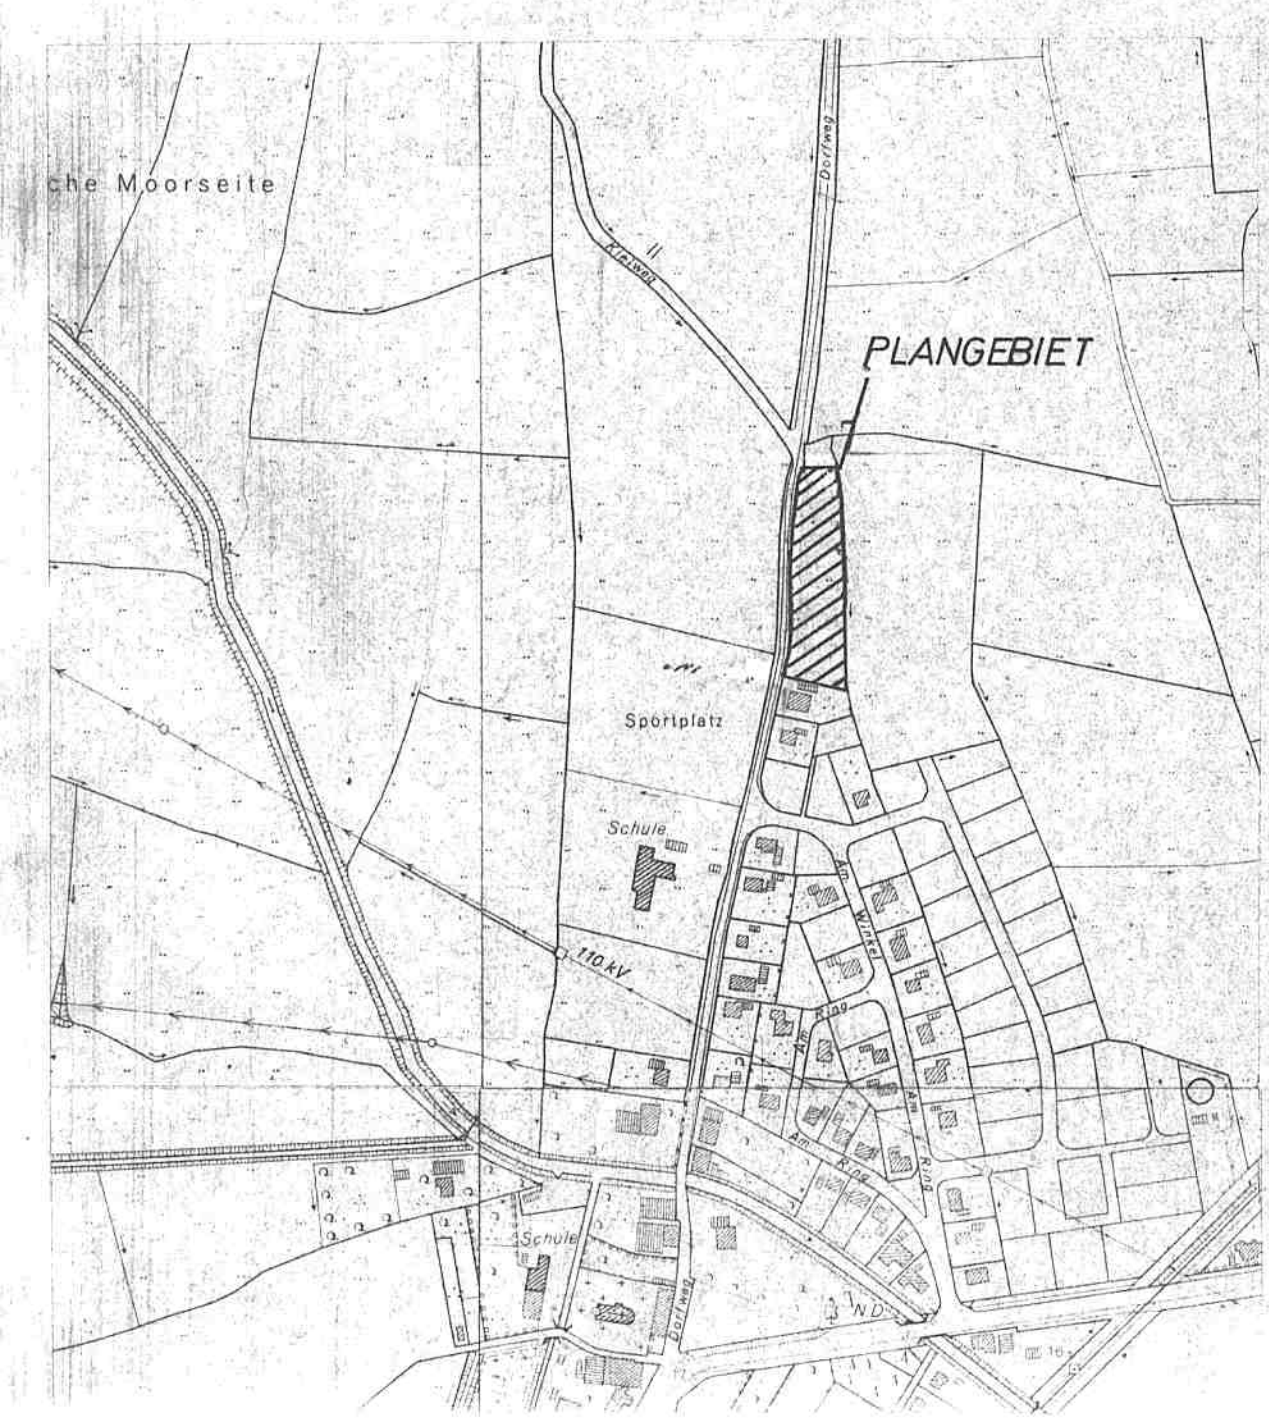 Dorfweg
che Moorseite
Kleiweg
PLANGEBIET
Sportplatz
Schule
Am Winkel
110 kV
Am Ring
Am Ring
Am Ring
Schule
Dorfweg
ND
16